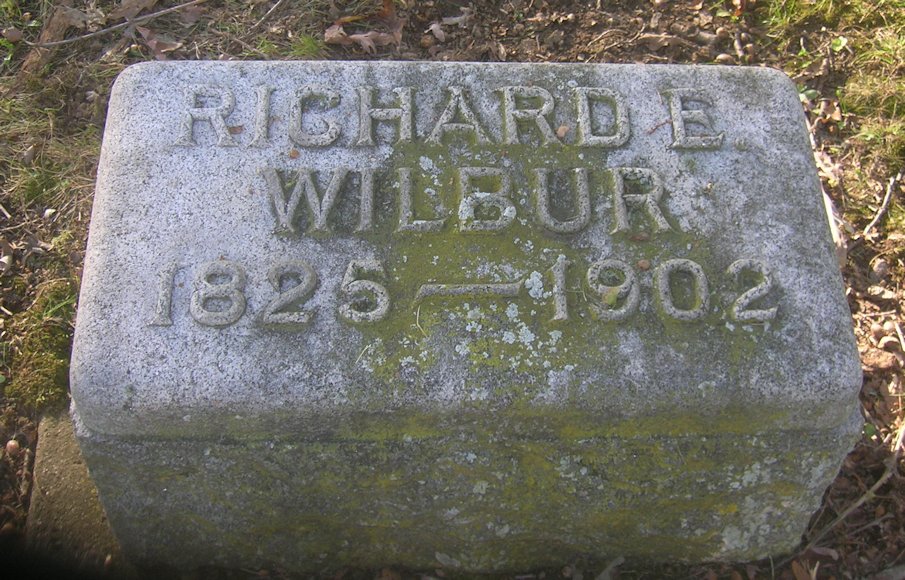 RICHARD E.
WILBUR
1825 — 1902